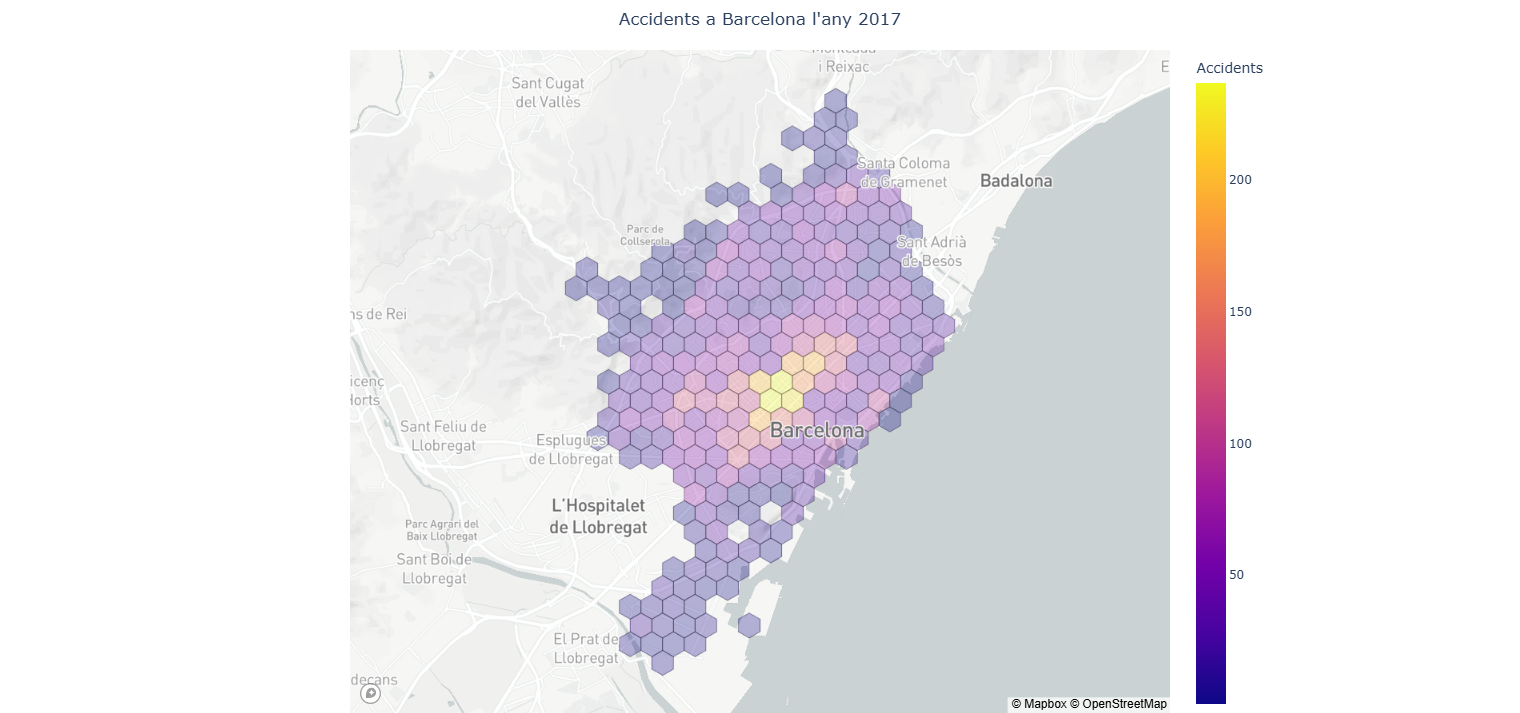 Accidents a Barcelona l'any 2017
i Reixac
E
Sant Cugat
del Vallès
Accidents
Santa Coloma
de Gramenet
Badalona
200
Parc de
Collserola
Sant Adrià
de Besòs
ns de Rei
150
icenç
Horts
Sant Feliu de
Llobregat
Esplugues
de Llobregat
Barcelona
100
L'Hospitalet
de Llobregat
Parc Agrari del
Baix Llobregat
Sant Boi de
Llobregat
50
El Prat de
Llobregat
decans
© Mapbox © OpenStreetMap